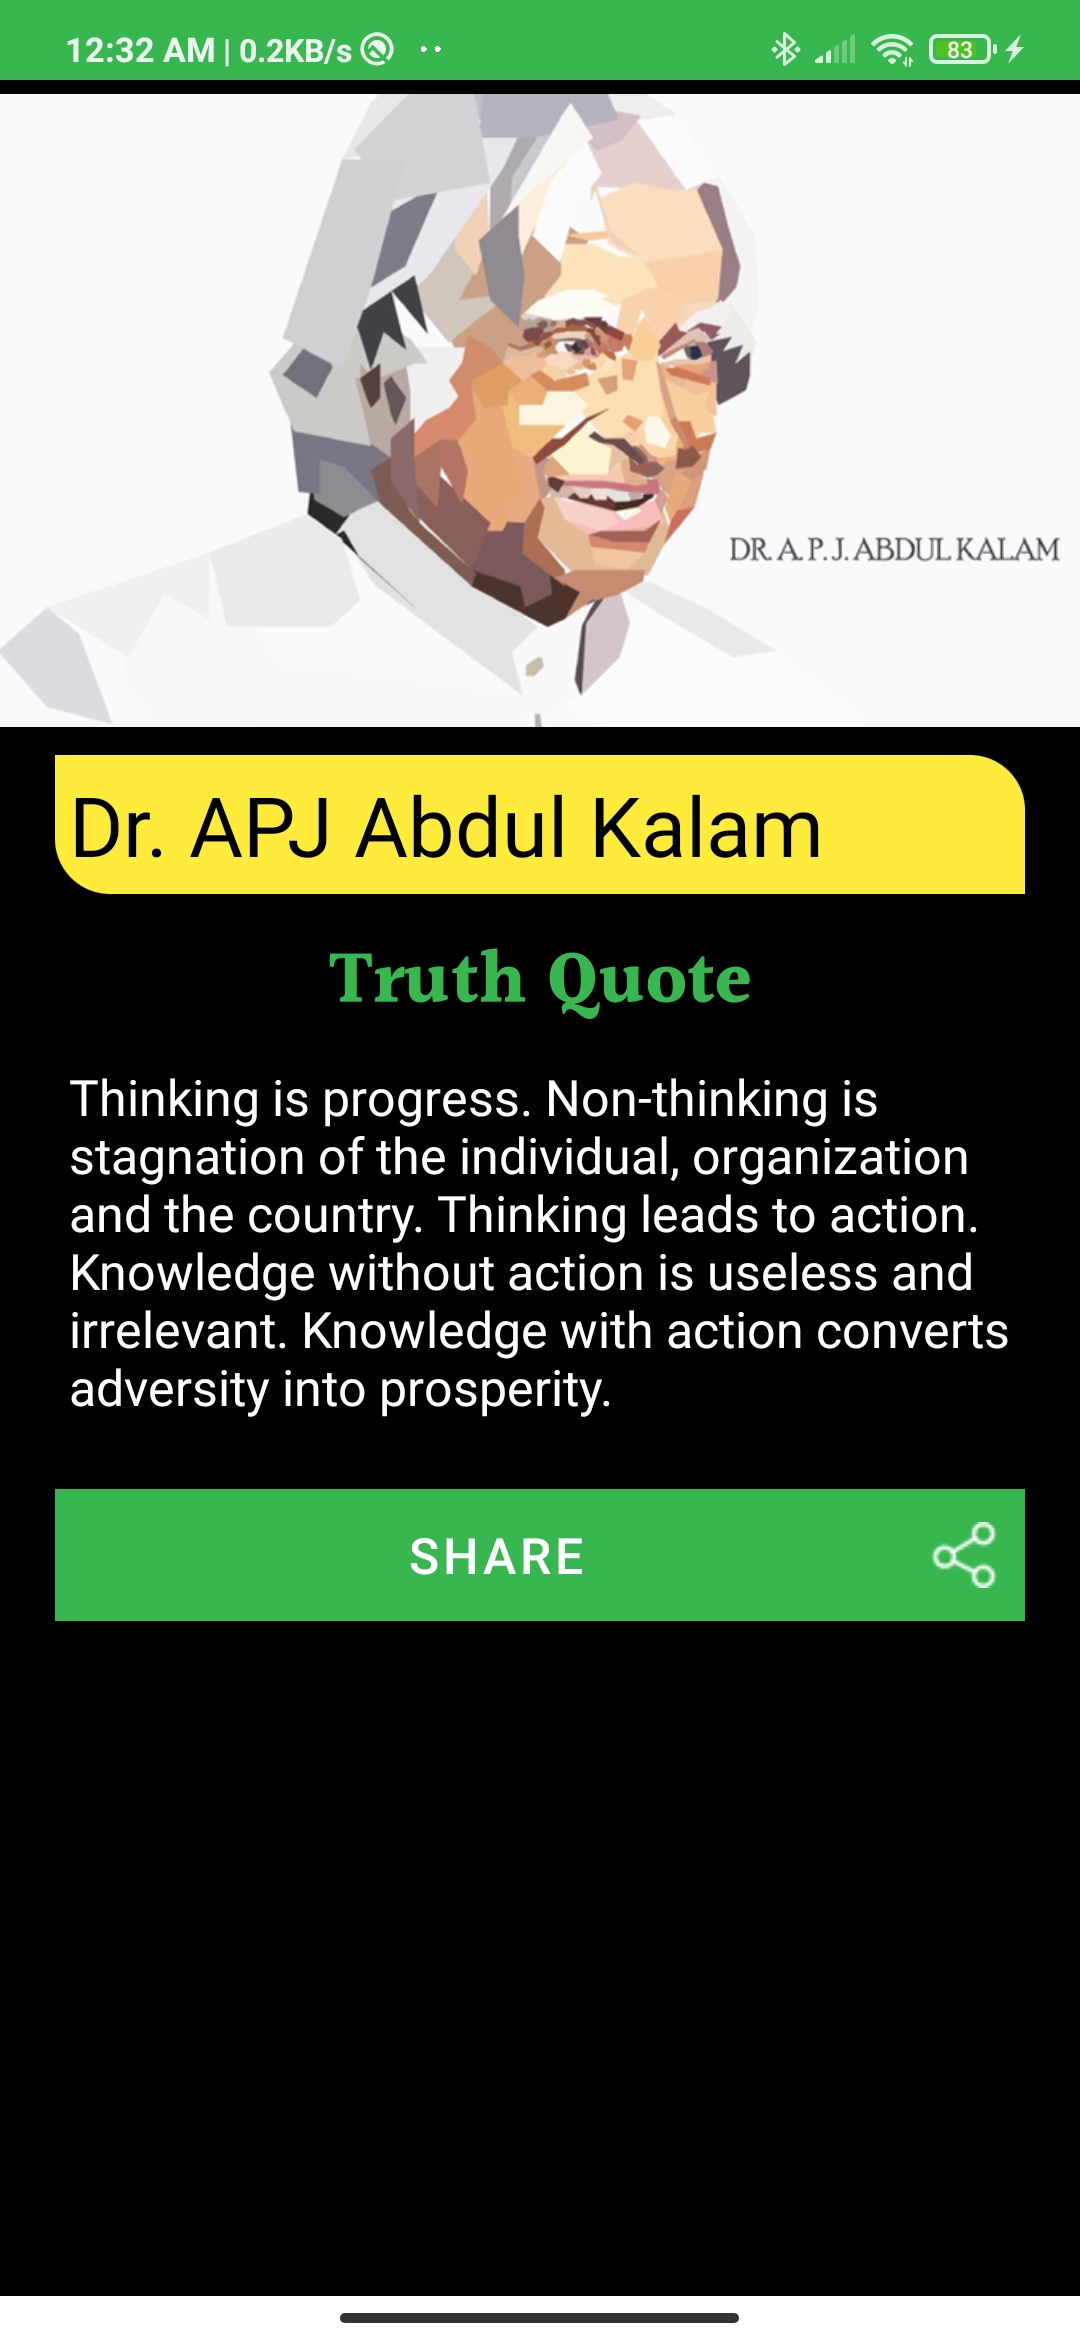 12:32 AM | 0.2KB/s
83
DR. A. P. J. ABDUL KALAM
Dr. APJ Abdul Kalam
Truth Quote
Thinking is progress. Non-thinking is
stagnation of the individual, organization
and the country. Thinking leads to action.
Knowledge without action is useless and
irrelevant. Knowledge with action converts
adversity into prosperity.
SHARE